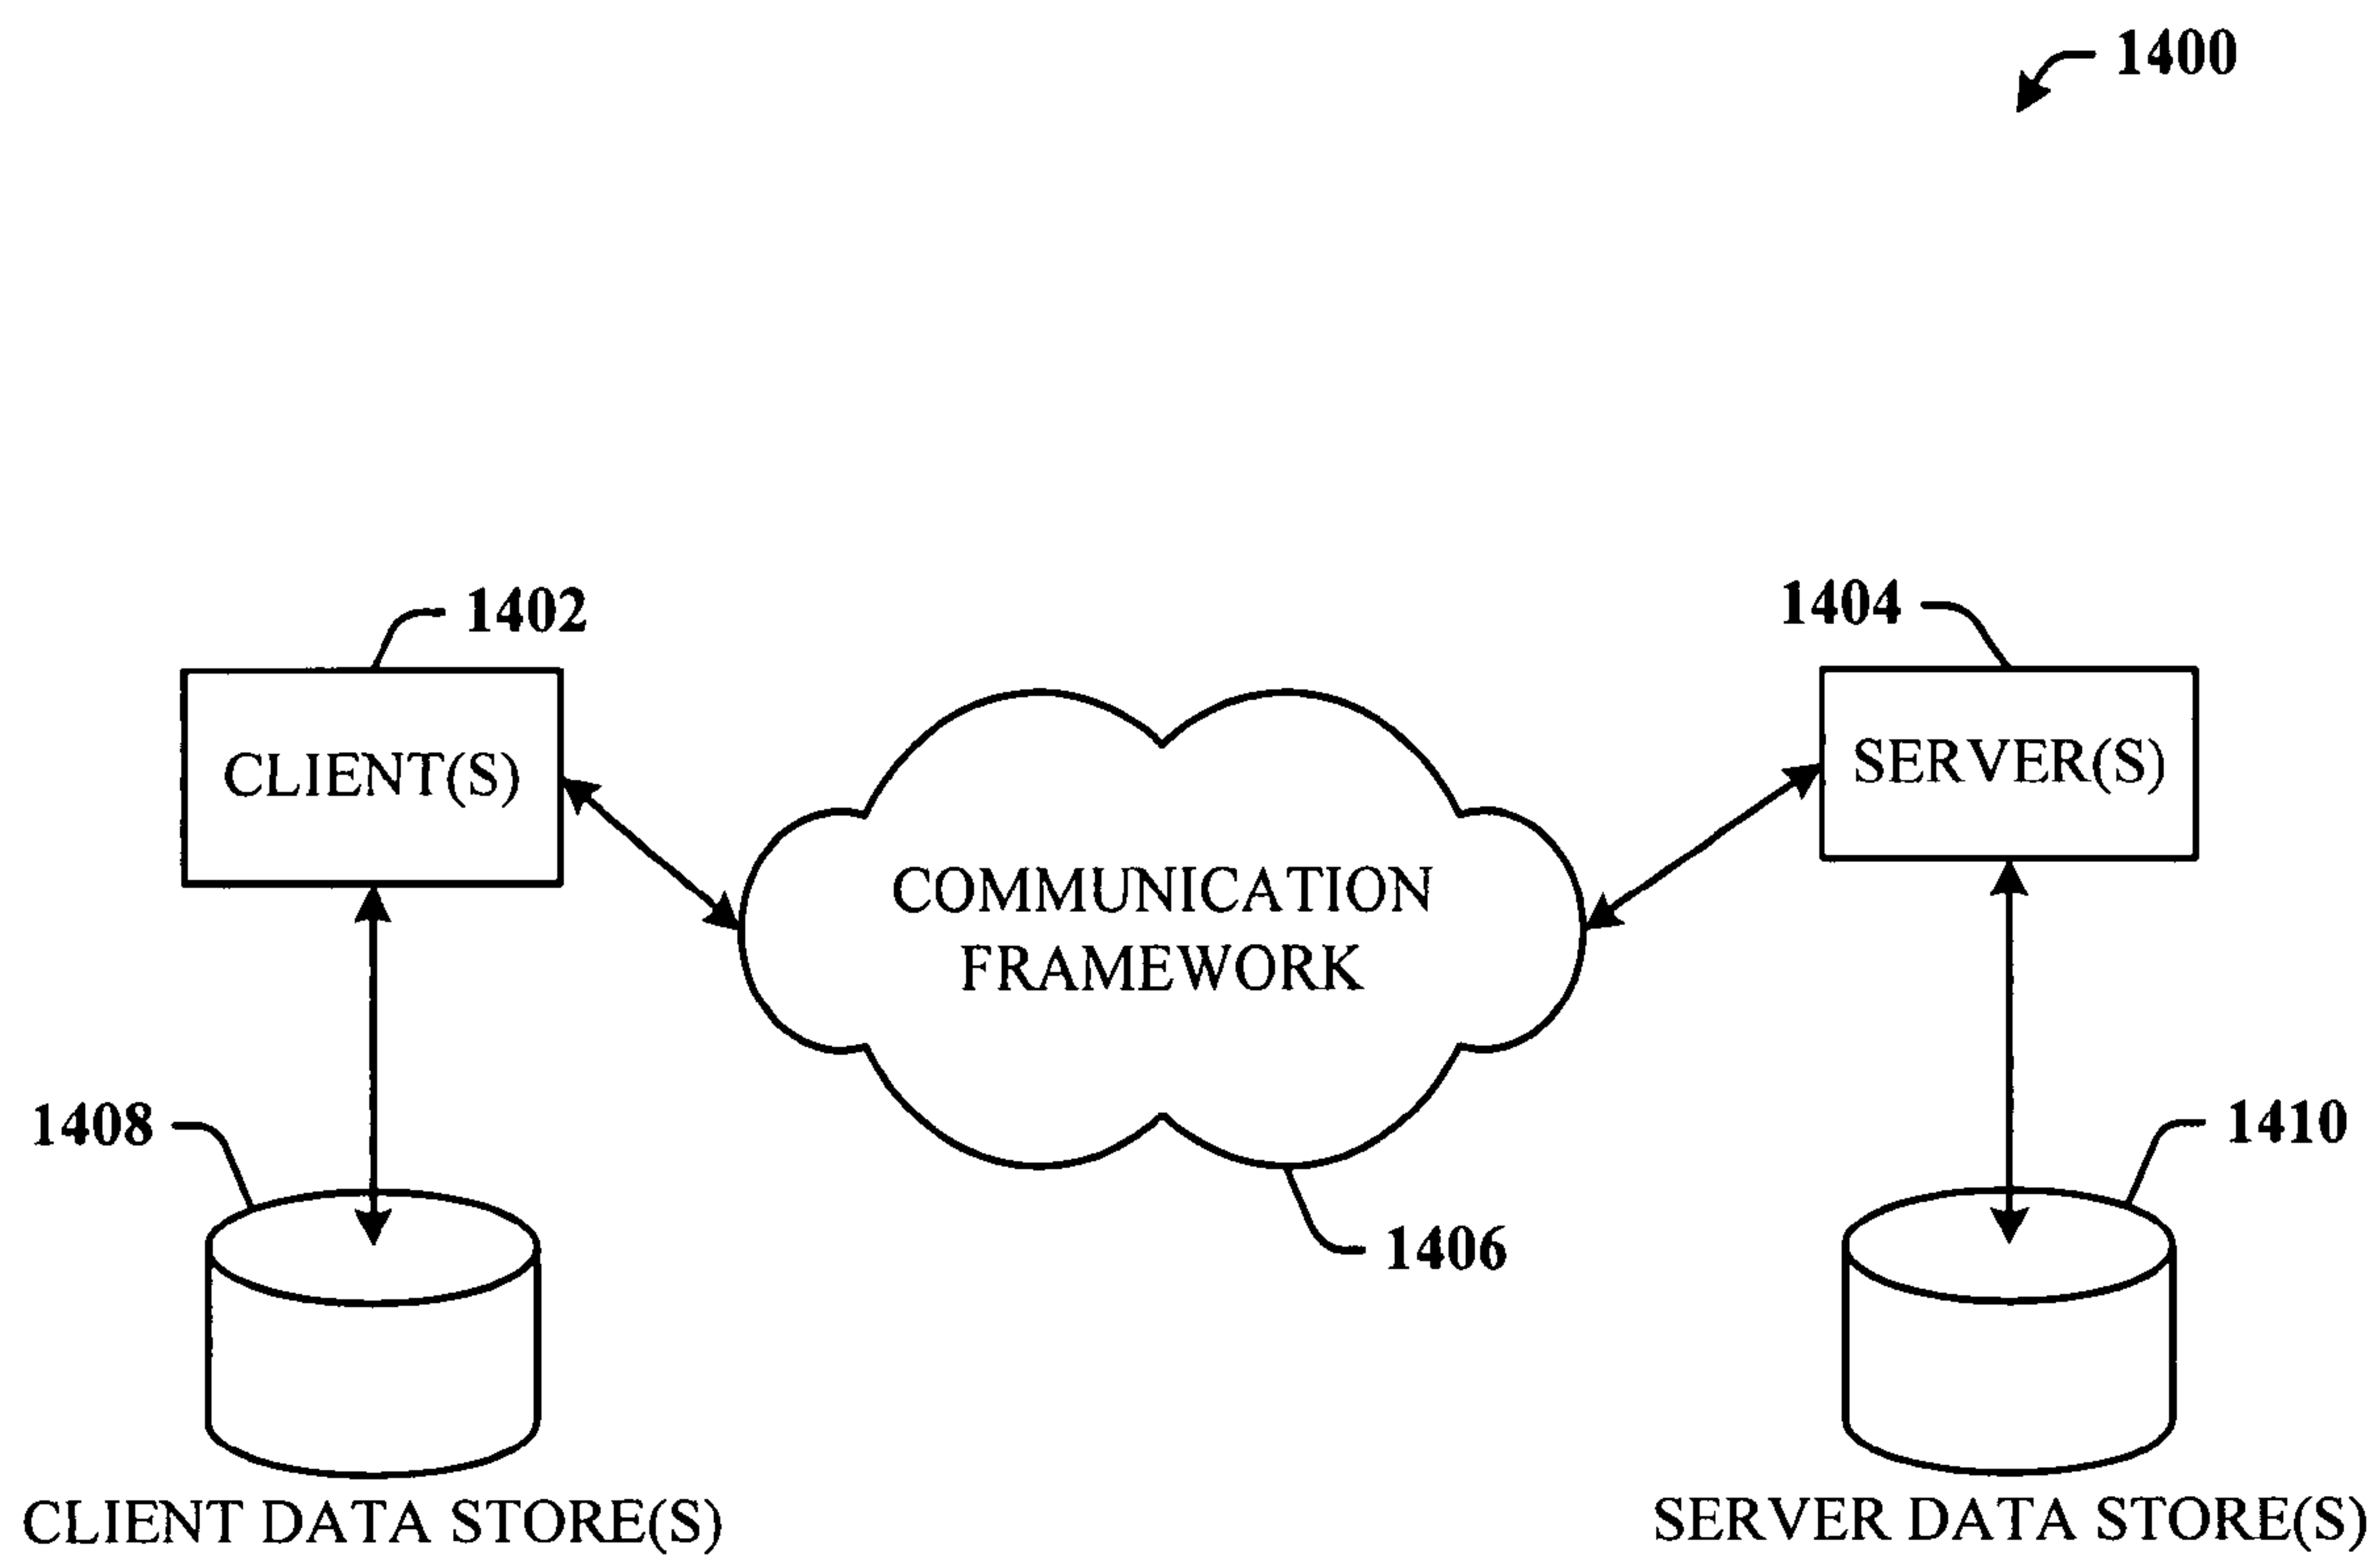 1400
1402
1404
CLIENT(S)
SERVER(S)
COMMUNICATION
FRAMEWORK
1408
1410
1406
CLIENT DATA STORE(S)
SERVER DATA STORE(S)